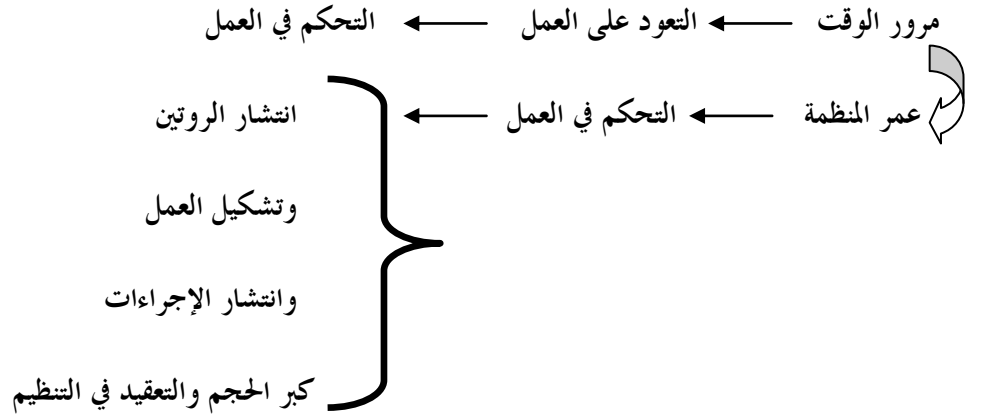 مرور الوقت التعود على العمل التحكم في العمل
عمر المنظمة التحكم في العمل انتشار الروتين
وتشكيل العمل
وانتشار الإجراءات
كبر الحجم والتعقيد في التنظيم